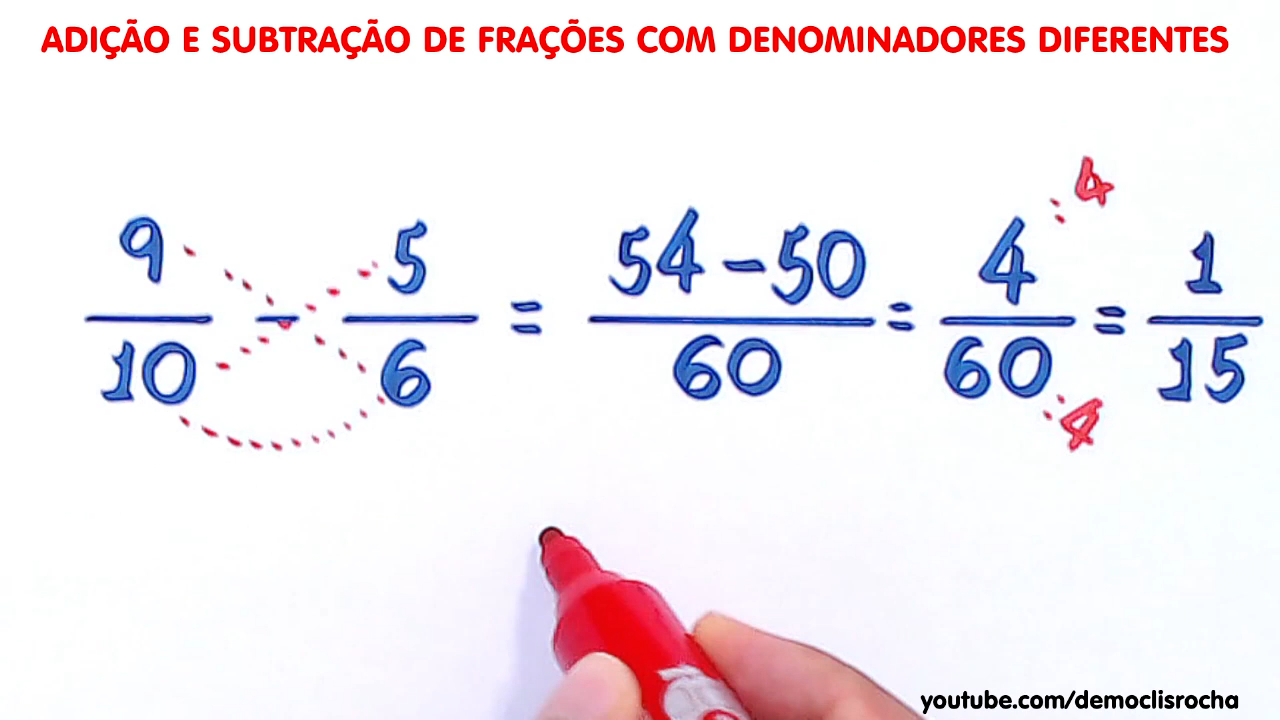 ADIÇÃO E SUBTRAÇÃO DE FRAÇÕES COM DENOMINADORES DIFERENTES
: 4
9 5 54 - 50 4 1
— - — = — = — = —
10 6 60 60 15
: 4
youtube.com/democlisrocha